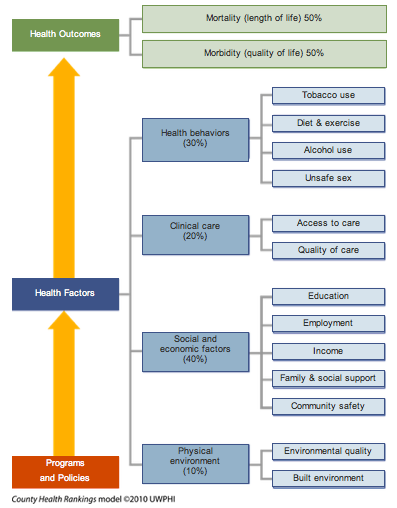 Health Outcomes
Mortality (length of life) 50%
Morbidity (quality of life) 50%
Health Factors
Health behaviors
(30%)
Tobacco use
Diet & exercise
Alcohol use
Unsafe sex
Clinical care
(20%)
Access to care
Quality of care
Social and
economic factors
(40%)
Education
Employment
Income
Family & social support
Community safety
Physical
environment
(10%)
Environmental quality
Built environment
Programs
and Policies
County Health Rankings model ©2010 UWPHI